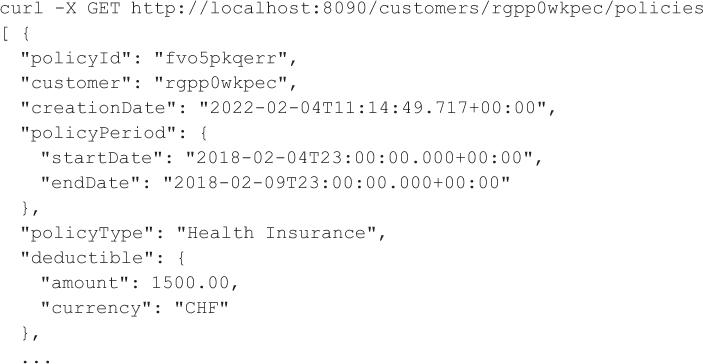 curl -X GET http://localhost:8090/customers/rgpp0wkpec/policies
[ {
  "policyId": "fvo5pkqerr",
  "customer": "rgpp0wkpec",
  "creationDate": "2022-02-04T11:14:49.717+00:00",
  "policyPeriod": {
    "startDate": "2018-02-04T23:00:00.000+00:00",
    "endDate": "2018-02-09T23:00:00.000+00:00"
  },
  "policyType": "Health Insurance",
  "deductible": {
    "amount": 1500.00,
    "currency": "CHF"
  },
  ...